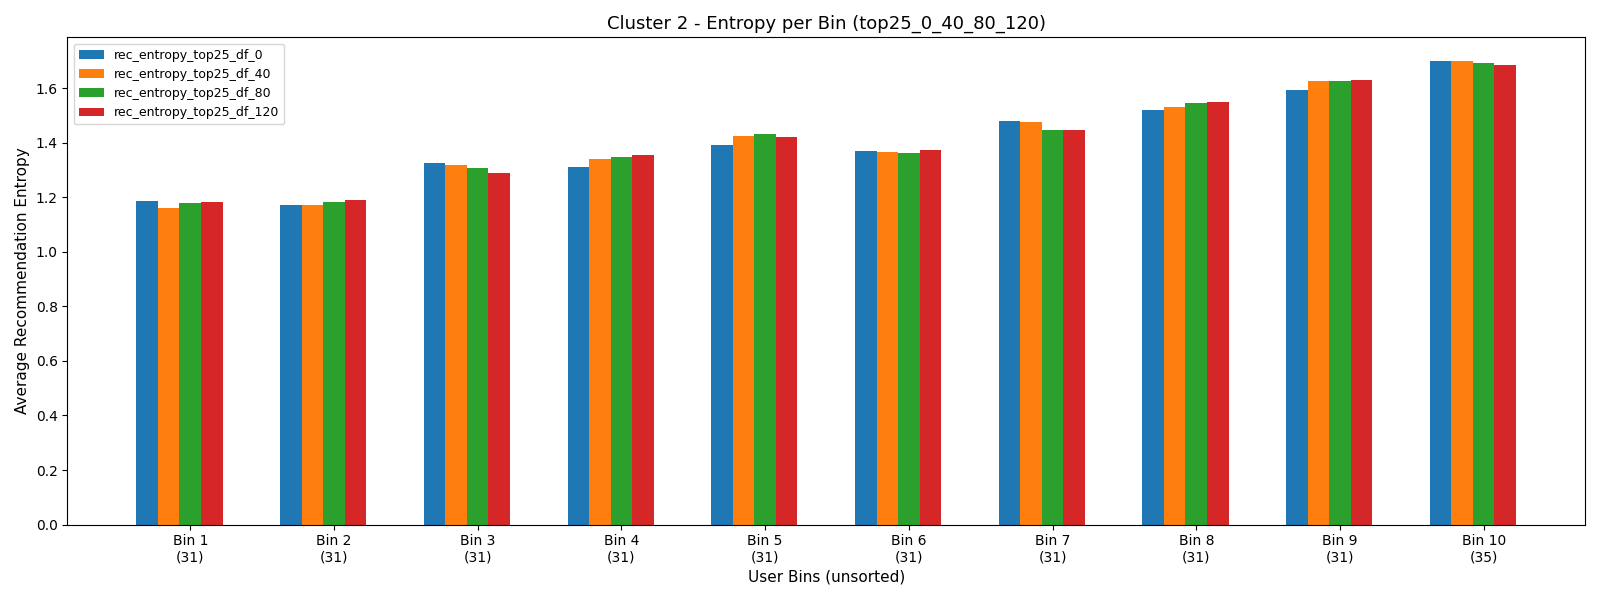 Cluster 2 - Entropy per Bin (top25_0_40_80_120)
rec_entropy_top25_df_0
rec_entropy_top25_df_40
rec_entropy_top25_df_80
rec_entropy_top25_df_120
Average Recommendation Entropy
1.6
1.4
1.2
1.0
0.8
0.6
0.4
0.2
0.0
Bin 1 Bin 2 Bin 3 Bin 4 Bin 5 Bin 6 Bin 7 Bin 8 Bin 9 Bin 10
(31) (31) (31) (31) (31) (31) (31) (31) (31) (35)
User Bins (unsorted)